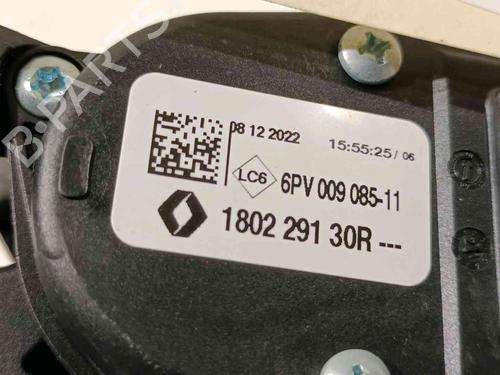 B-PARTS
08 12 2022 15:55:25/ 06
LC6 6PV 009 085-11
1802 291 30R ---